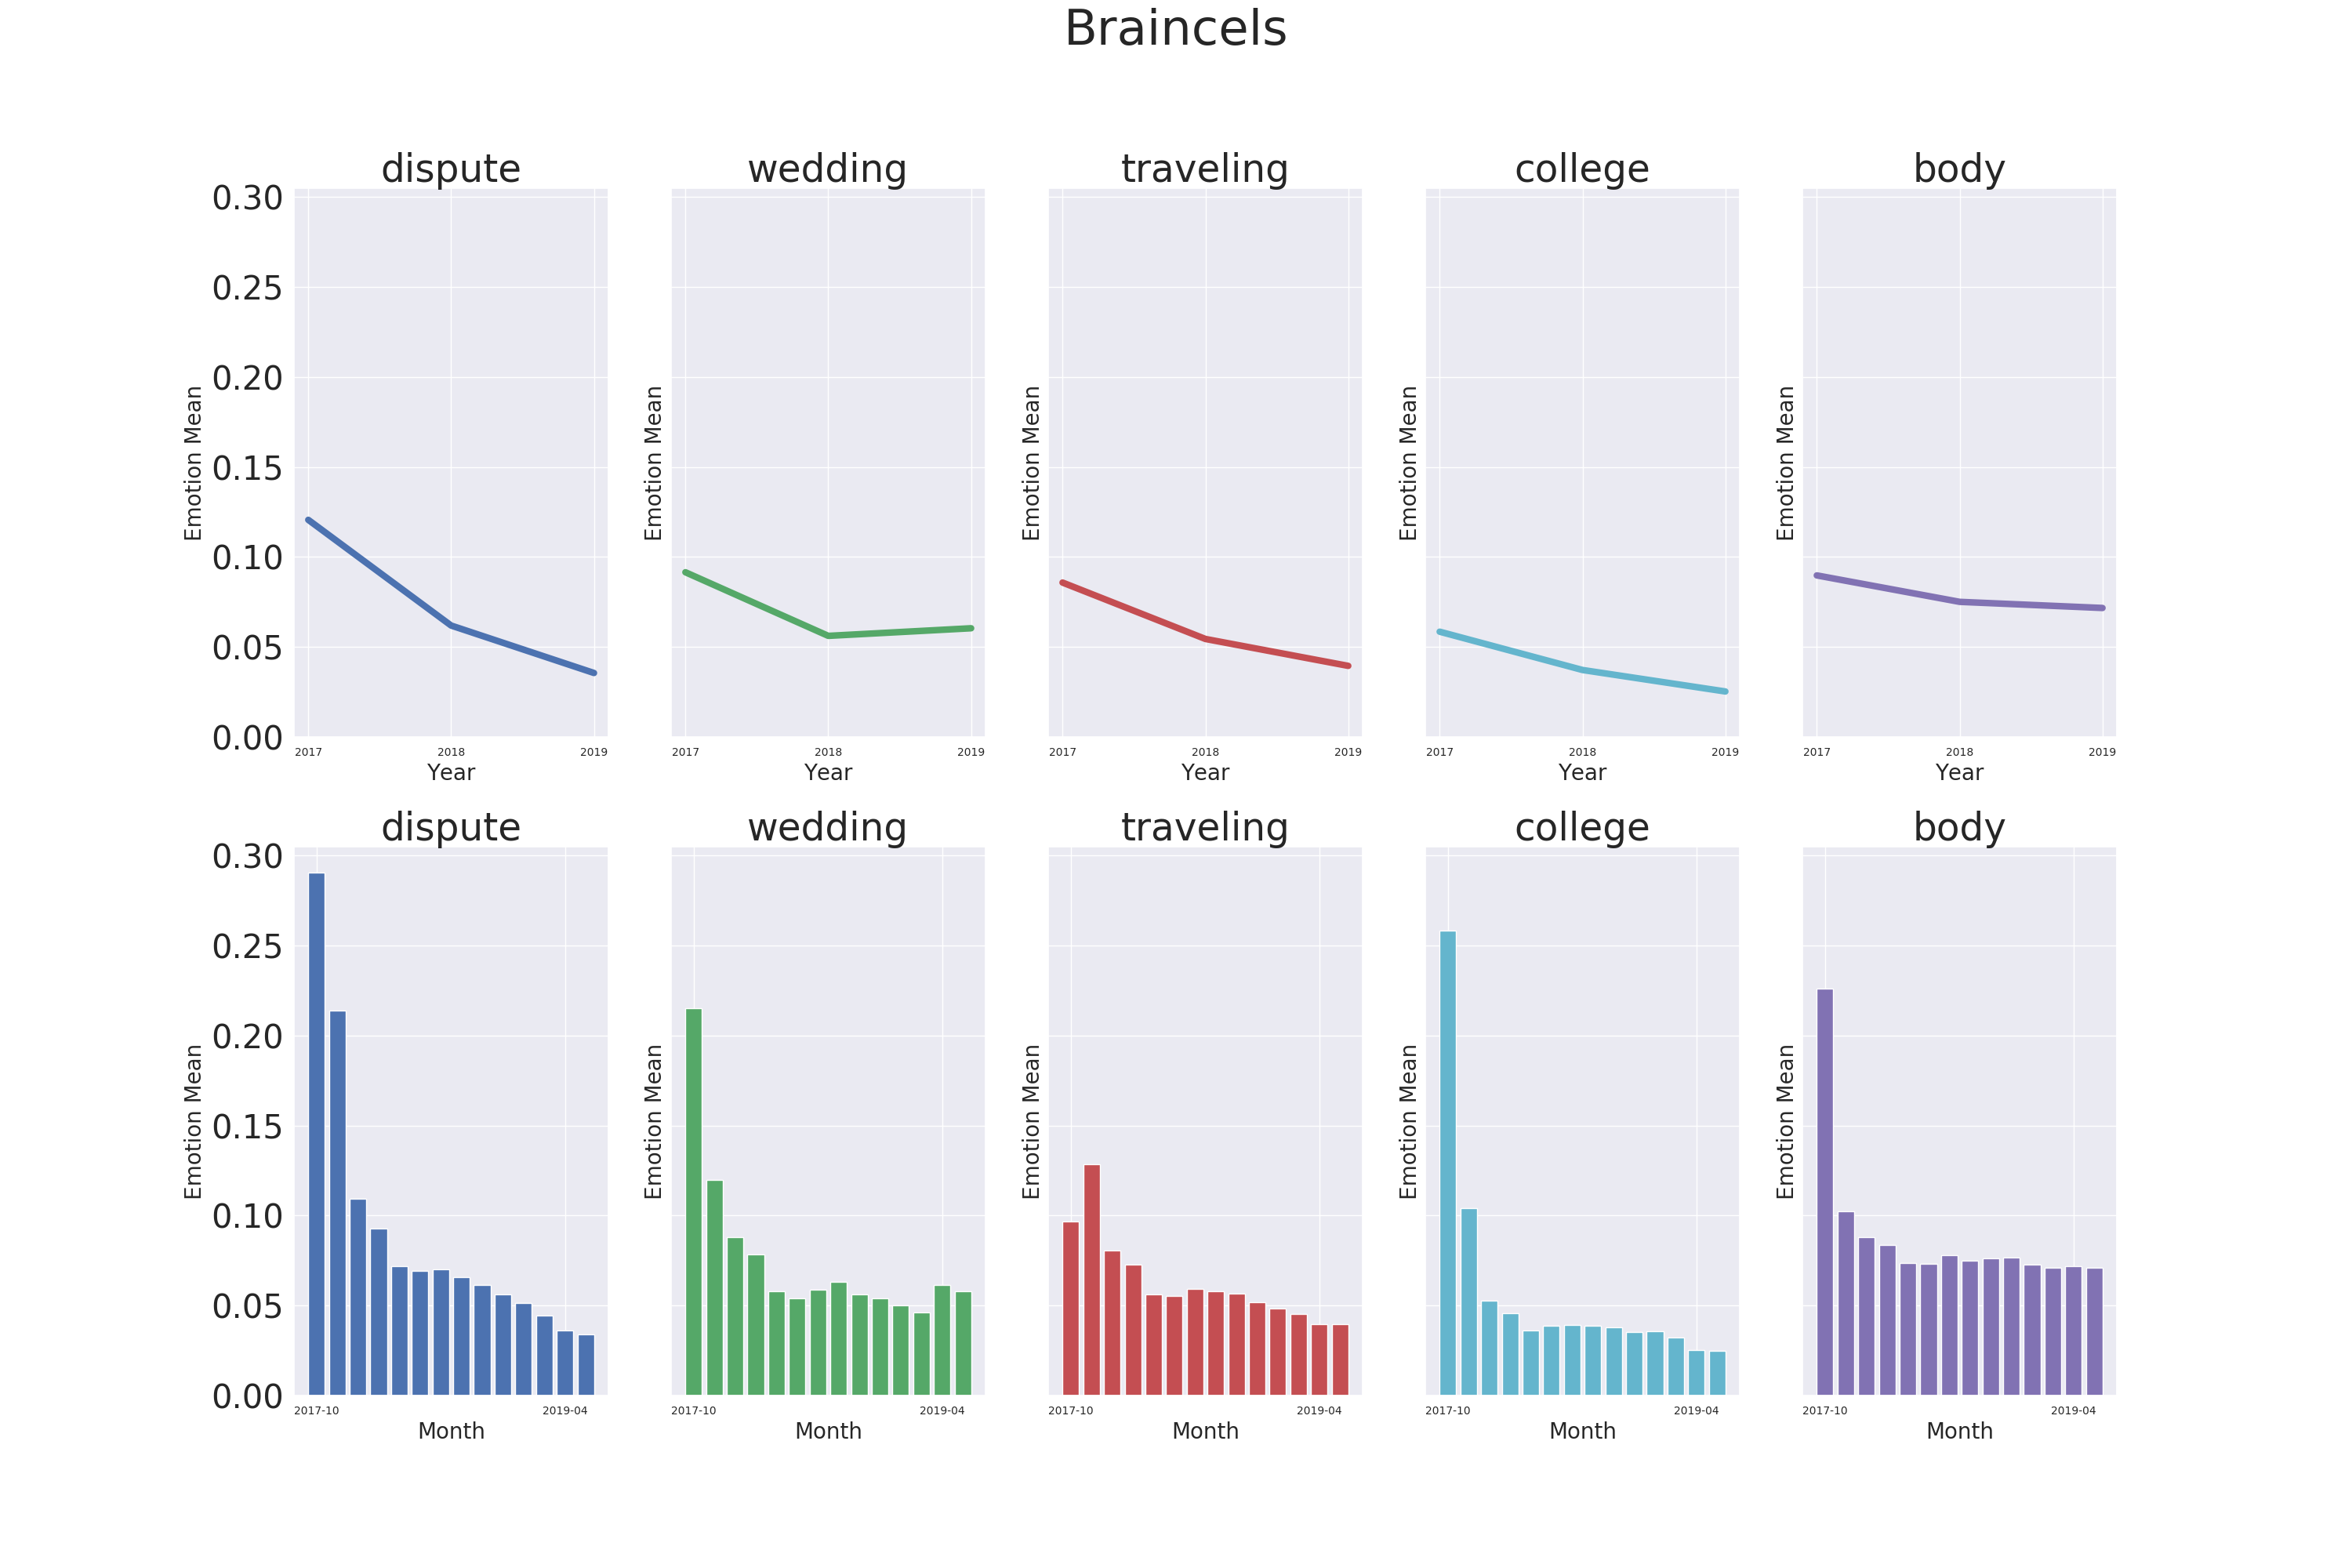 Braincels
dispute wedding traveling college body
0.30
0.25
0.20
0.15
0.10
0.05
0.00
Emotion Mean Emotion Mean Emotion Mean Emotion Mean Emotion Mean
2017 2018 2019 2017 2018 2019 2017 2018 2019 2017 2018 2019 2017 2018 2019
Year Year Year Year Year
dispute wedding traveling college body
0.30
0.25
0.20
0.15
0.10
0.05
0.00
Emotion Mean Emotion Mean Emotion Mean Emotion Mean Emotion Mean
2017-10 2019-04 2017-10 2019-04 2017-10 2019-04 2017-10 2019-04 2017-10 2019-04
Month Month Month Month Month